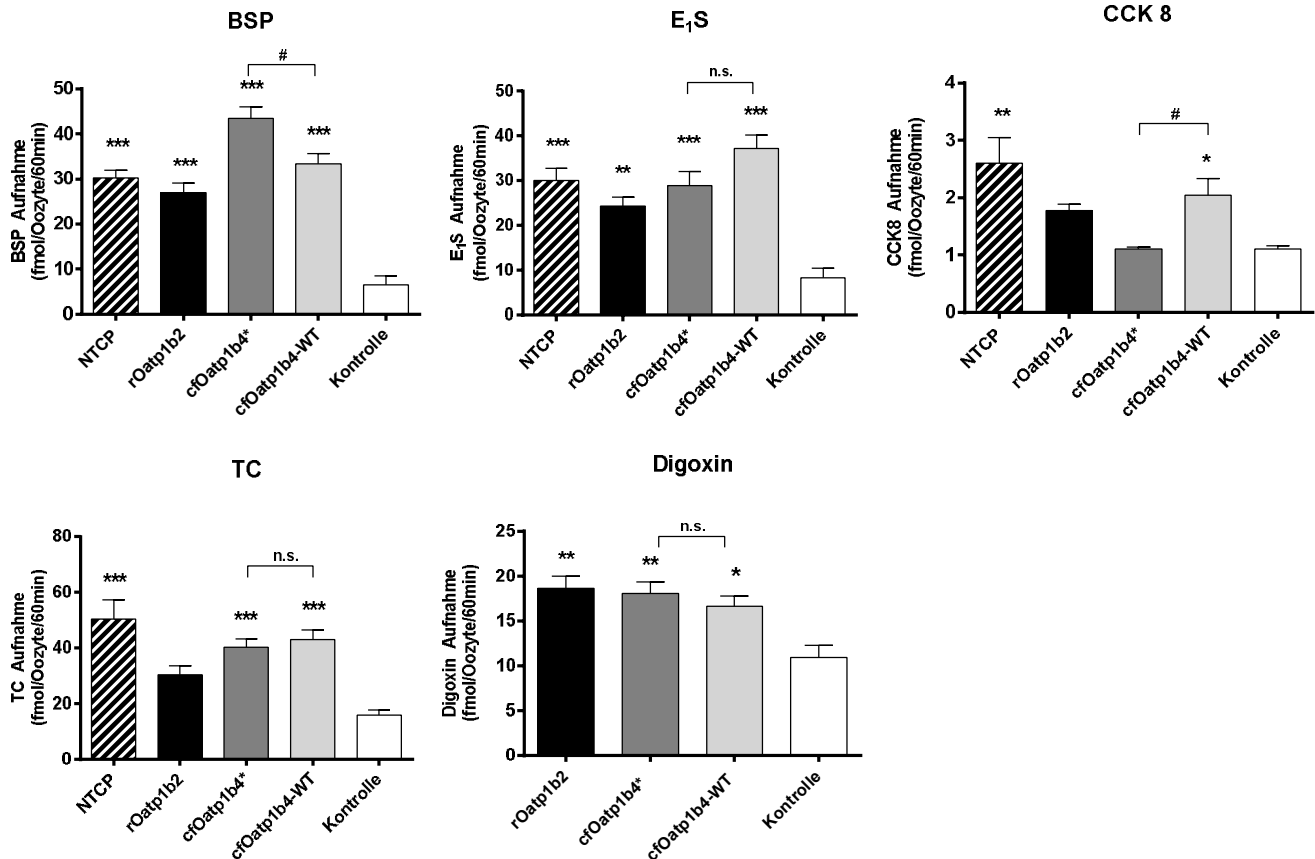 BSP
#
***
***
***
***
50
40
30
20
10
0
BSP Aufnahme
(fmol/Oozyte/60min)
NTCP
rOatp1b2
cfOatp1b4*
cfOatp1b4-WT
Kontrolle
E₁S
n.s.
***
**
***
***
50
40
30
20
10
0
E₁S Aufnahme
(fmol/Oozyte/60min)
NTCP
rOatp1b2
cfOatp1b4*
cfOatp1b4-WT
Kontrolle
CCK 8
#
**
*
4
3
2
1
0
CCK8 Aufnahme
(fmol/Oozyte/60min)
NTCP
rOatp1b2
cfOatp1b4*
cfOatp1b4-WT
Kontrolle
TC
n.s.
***
***
***
80
60
40
20
0
TC Aufnahme
(fmol/Oozyte/60min)
NTCP
rOatp1b2
cfOatp1b4*
cfOatp1b4-WT
Kontrolle
Digoxin
n.s.
**
**
*
25
20
15
10
5
0
Digoxin Aufnahme
(fmol/Oozyte/60min)
rOatp1b2
cfOatp1b4*
cfOatp1b4-WT
Kontrolle